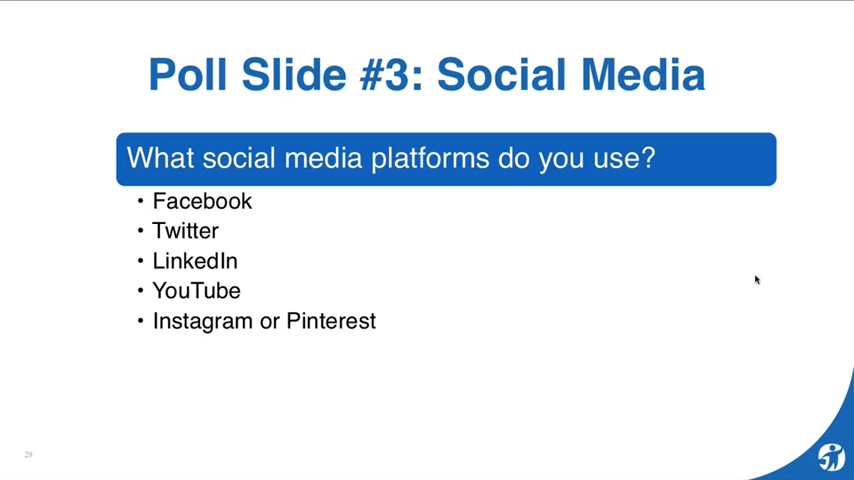 Poll Slide #3: Social Media
What social media platforms do you use?
• Facebook
• Twitter
• LinkedIn
• YouTube
• Instagram or Pinterest
28